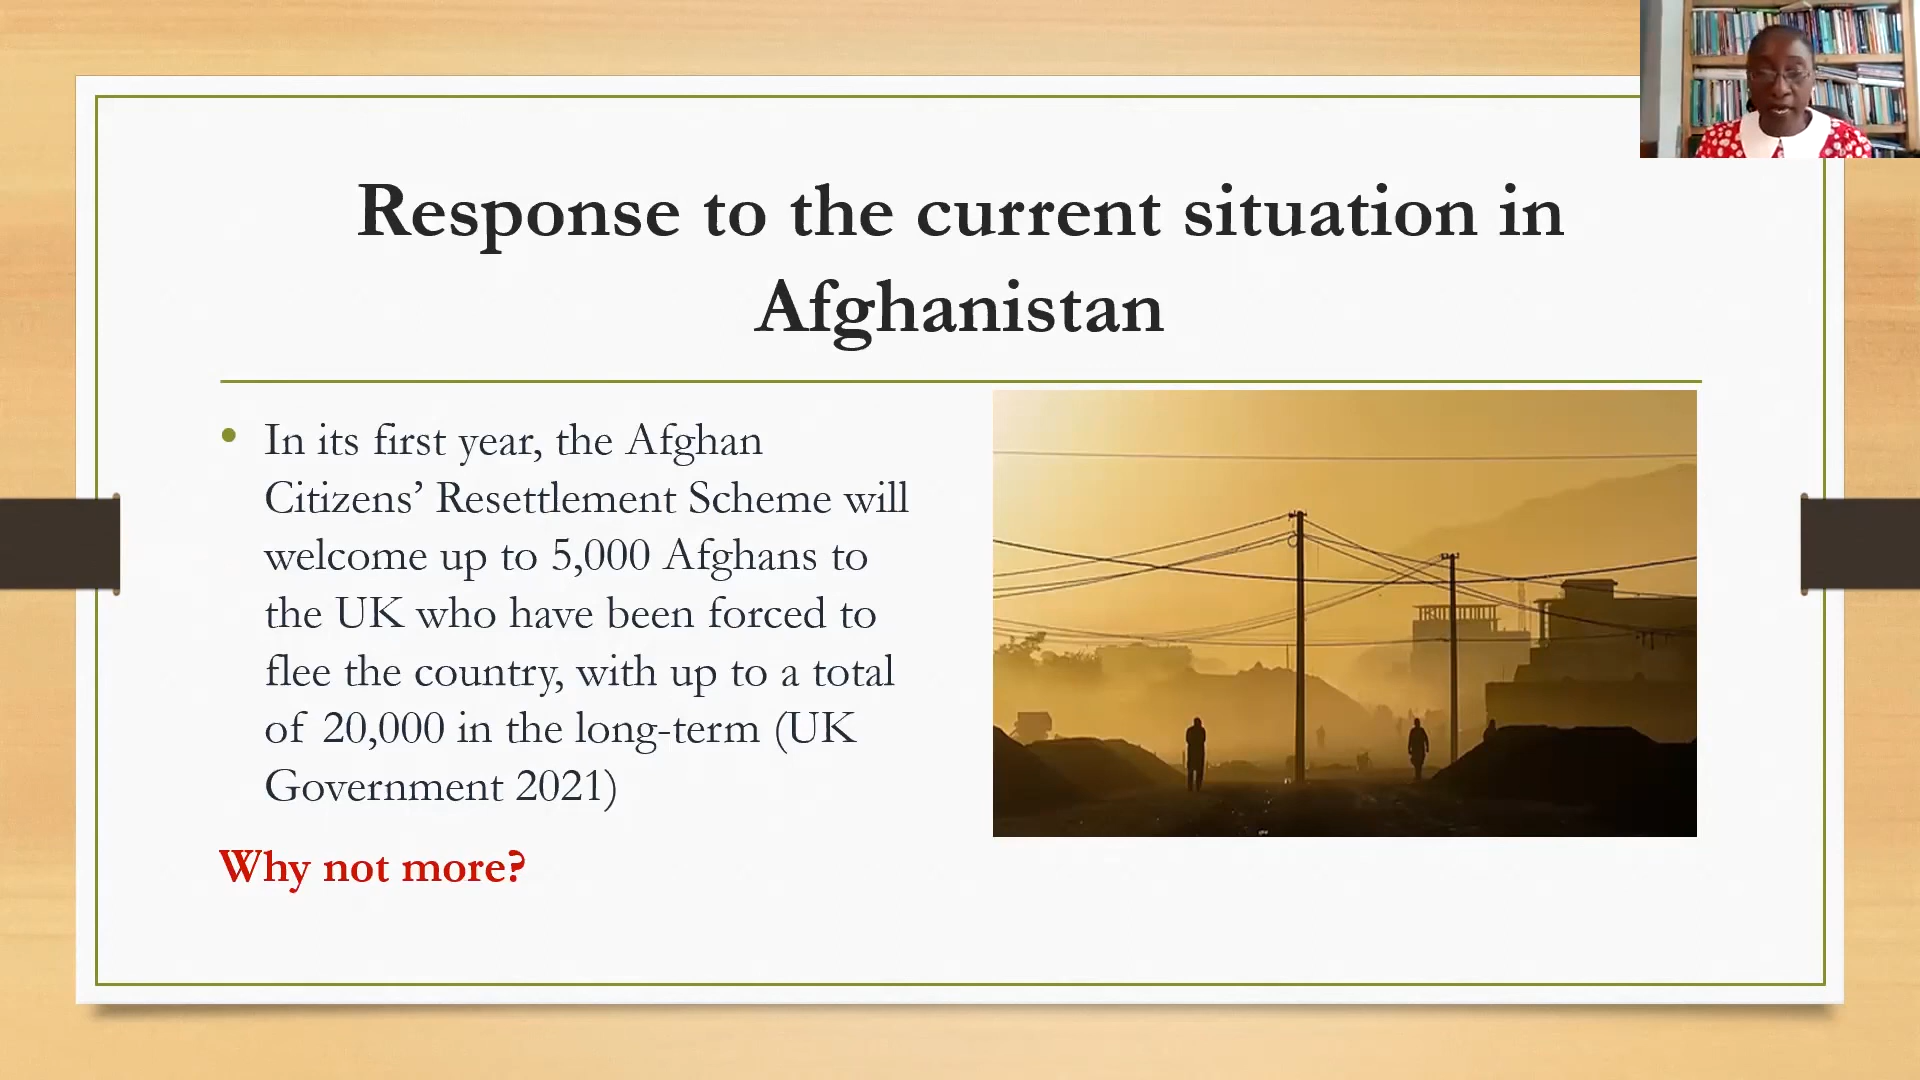 Response to the current situation in
Afghanistan
• In its first year, the Afghan
Citizens’ Resettlement Scheme will
welcome up to 5,000 Afghans to
the UK who have been forced to
flee the country, with up to a total
of 20,000 in the long-term (UK
Government 2021)
Why not more?